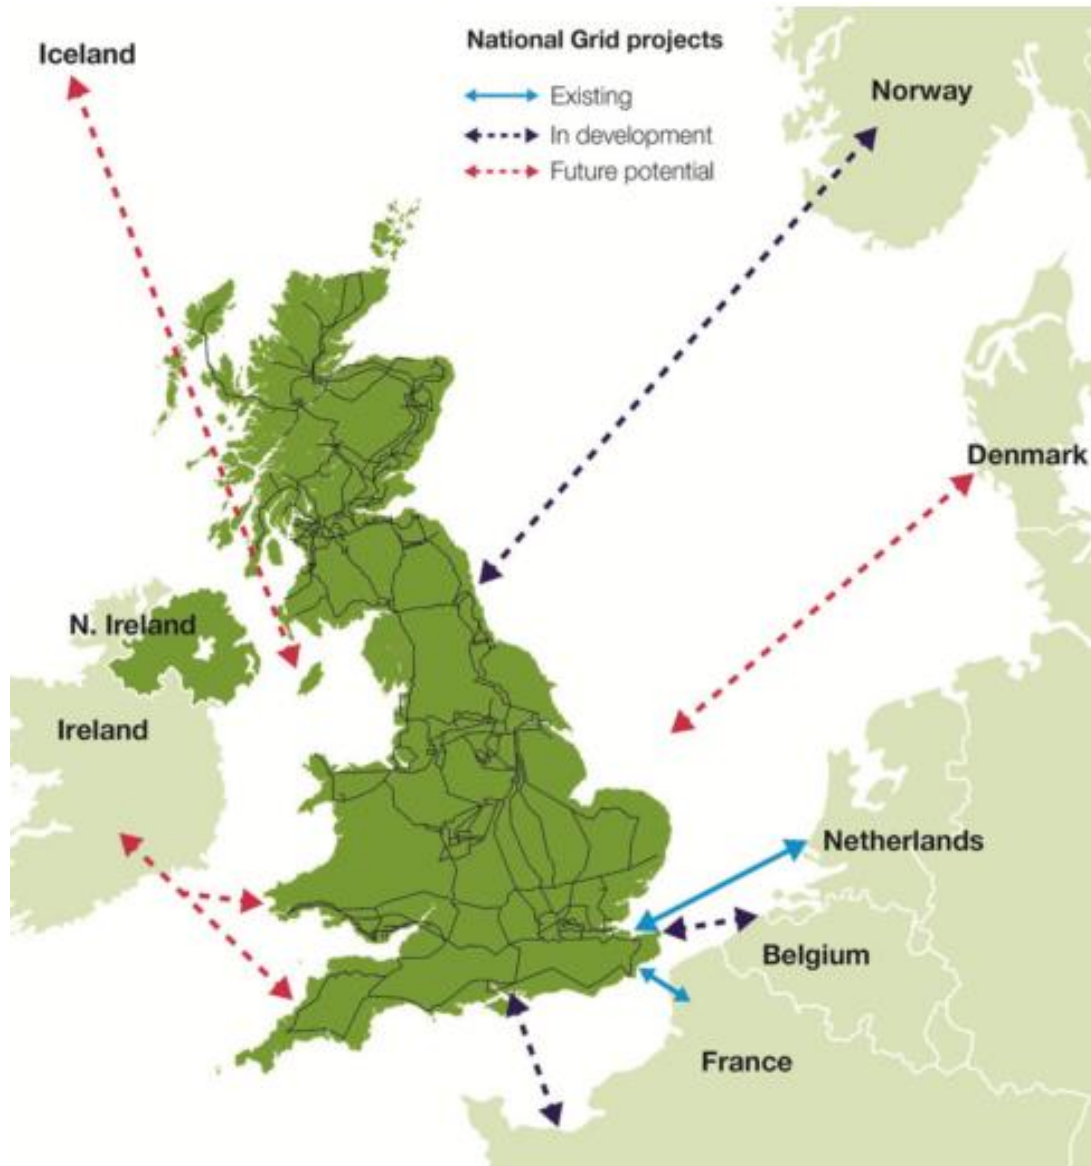 National Grid projects
Existing
In development
Future potential
Iceland
Norway
Denmark
N. Ireland
Ireland
Netherlands
Belgium
France